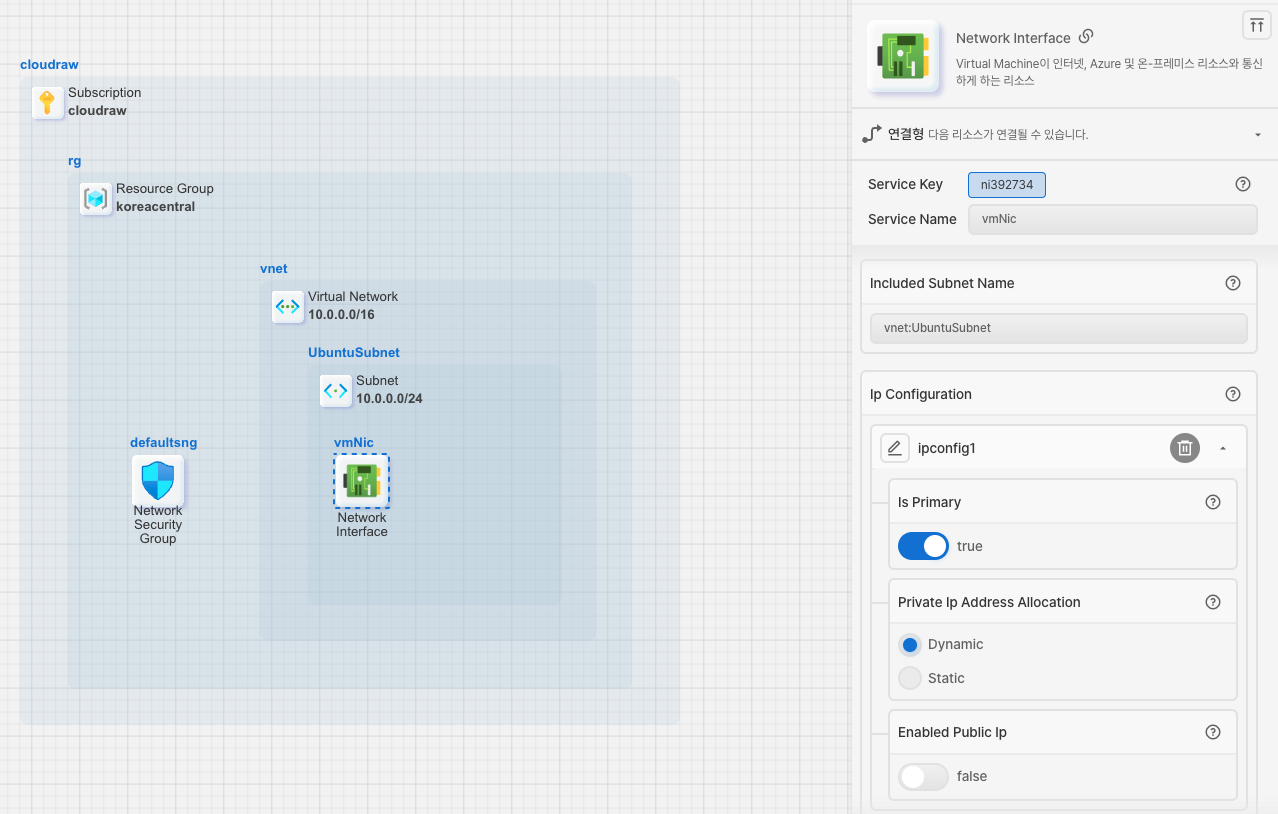 cloudraw
Subscription
cloudraw
rg
Resource Group
koreacentral
vnet
Virtual Network
10.0.0.0/16
UbuntuSubnet
Subnet
10.0.0.0/24
defaultsng
Network
Security
Group
vmNic
Network
Interface
Network Interface
Virtual Machine이 인터넷, Azure 및 온-프레미스 리소스와 통신
하게 하는 리소스
연결형 다음 리소스가 연결될 수 있습니다.
Service Key ni392734
Service Name vmNic
Included Subnet Name
vnet:UbuntuSubnet
Ip Configuration
ipconfig1
Is Primary
true
Private Ip Address Allocation
Dynamic
Static
Enabled Public Ip
false